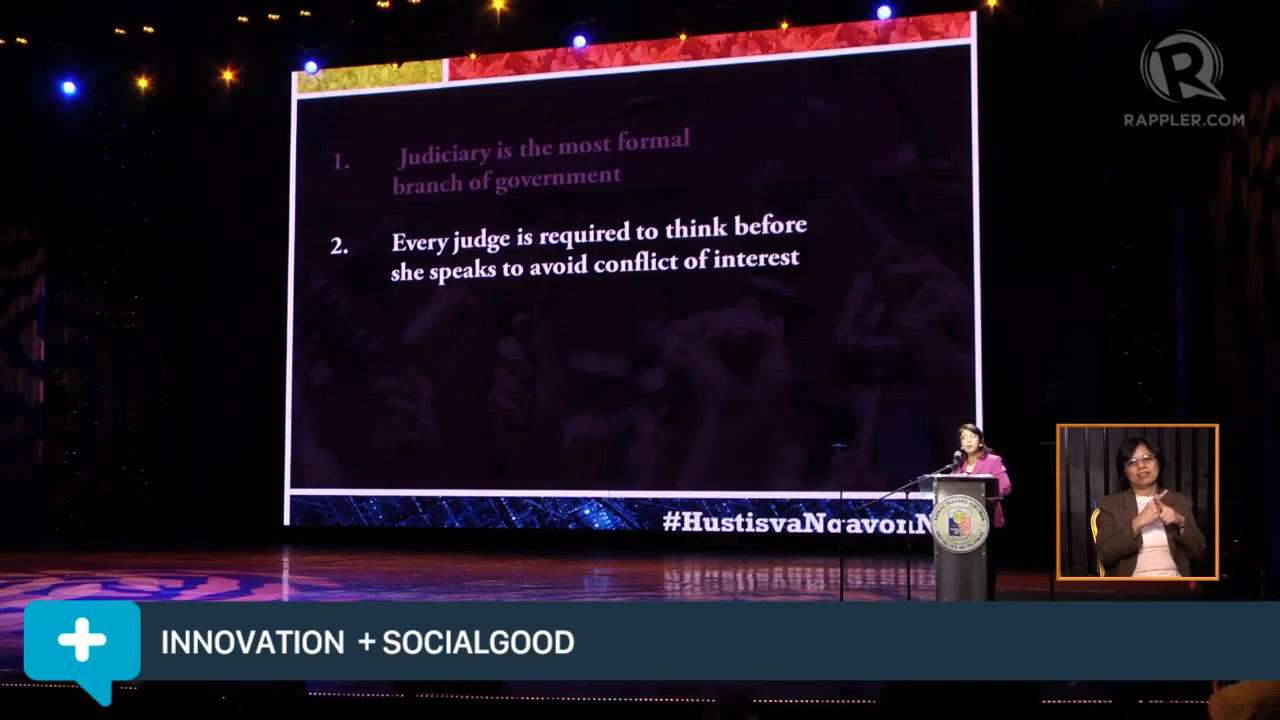 RAPPLER.COM
1. Judiciary is the most formal
branch of government
2. Every judge is required to think before
she speaks to avoid conflict of interest
INNOVATION + SOCIALGOOD